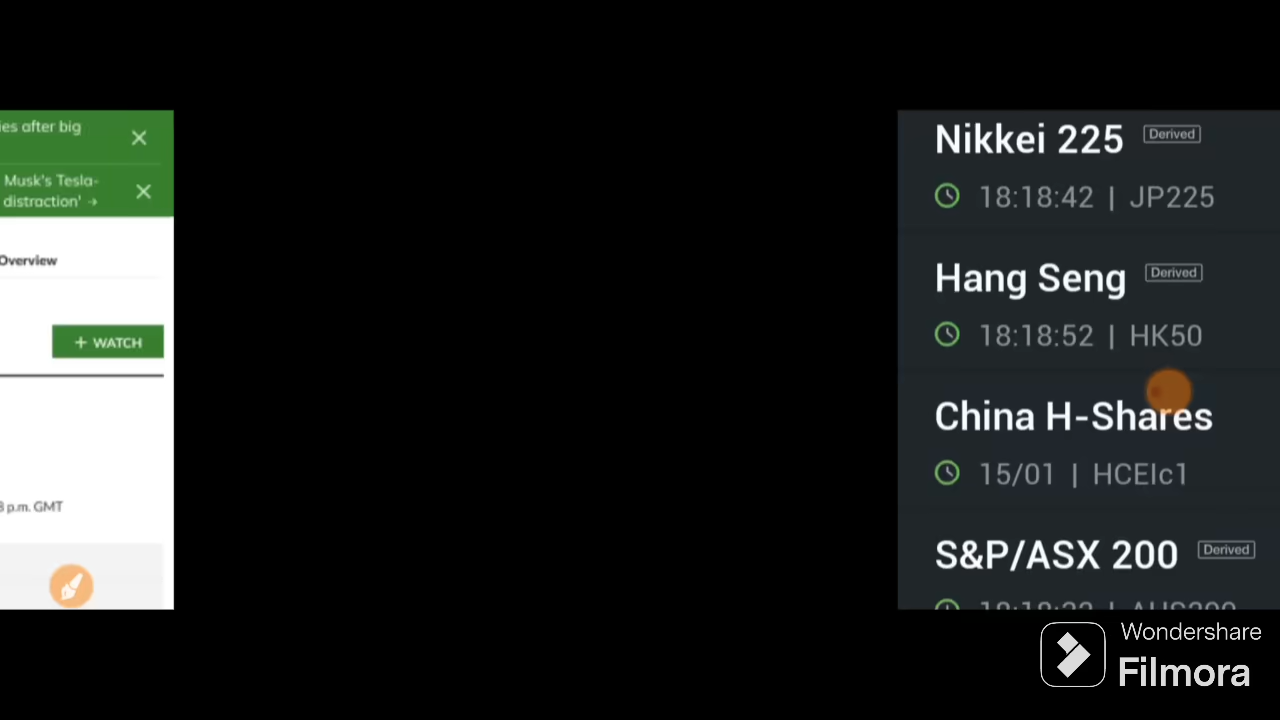 ies after big
Musk's Tesla-
distraction' →
Overview
+ WATCH
p.m. GMT
Nikkei 225 Derived
18:18:42 | JP225
Hang Seng Derived
18:18:52 | HK50
China H-Shares
15/01 | HCEIc1
S&P/ASX 200 Derived
Wondershare
Filmora